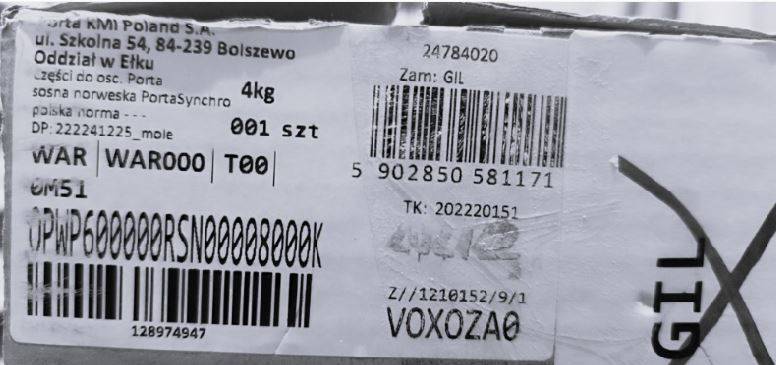 Porta KMI Poland S.A.
ul. Szkolna 54, 84-239 Bolszewo
Oddział w Ełku
Części do osc. Porta
sosna norweska PortaSynchro 4kg
polska norma - - -
DP: 222241225_mole 001 szt
WAR WAR000 T00
0M51
0PWP600000RSN00008000K
128974947
24784020
Zam: GIL
5 902850 581171
TK: 202220151
Z//1210152/9/1
VOXOZA0
GIL